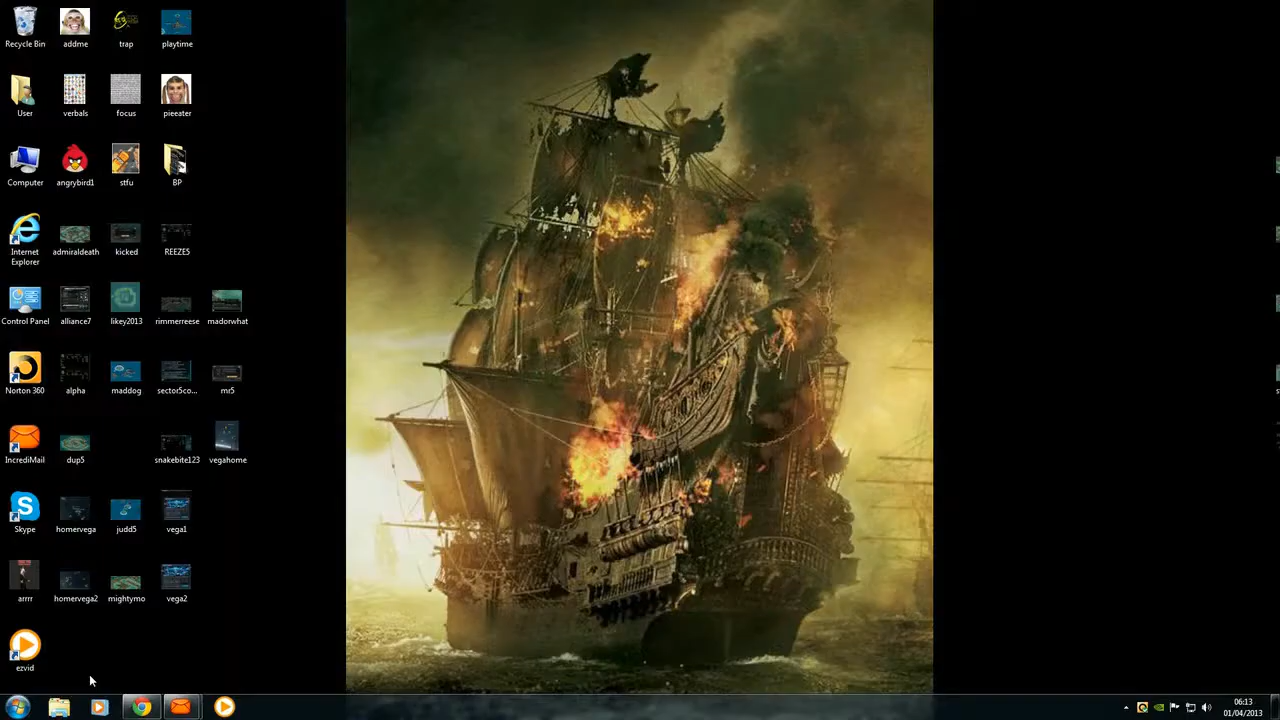 Recycle Bin
addme
trap
playtime
User
verbals
focus
pieeater
Computer
angrybird1
stfu
BP
Internet
Explorer
admiraldeath
kicked
REEZE5
Control Panel
alliance7
likey2013
rimmerreese
madorwhat
Norton 360
alpha
maddog
sector5co...
mr5
IncrediMail
dup5
snakebite123
vegahome
Skype
homervega
judd5
vega1
arrrr
homervega2
mightymo
vega2
ezvid
06:13
01/04/2013